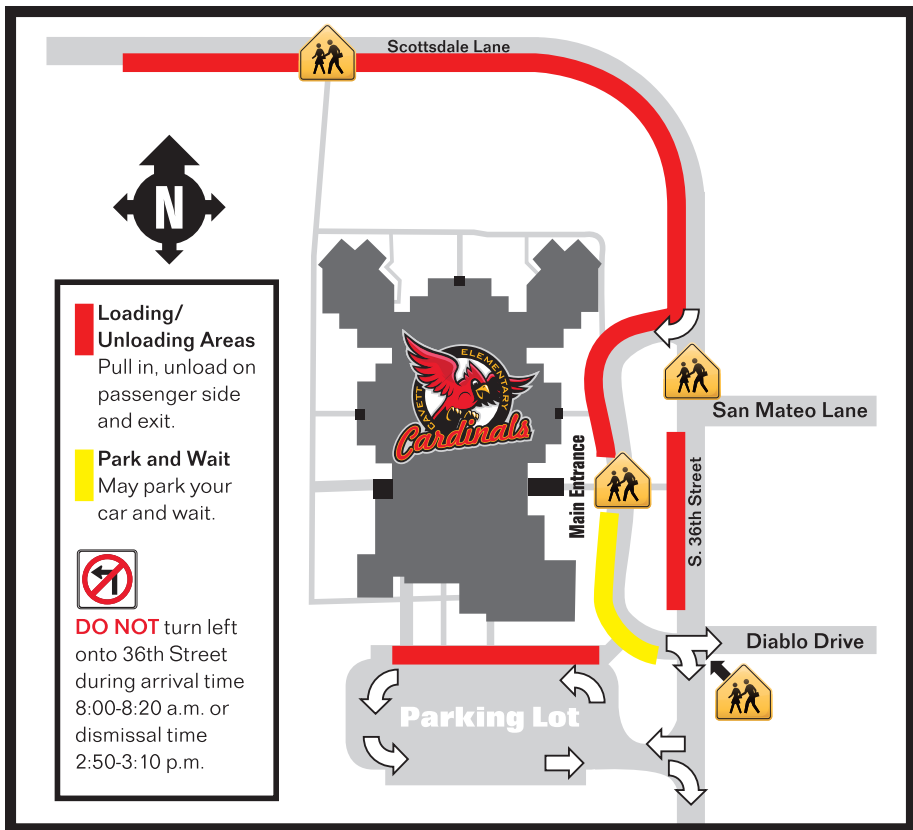 Scottsdale Lane
N
Loading/
Unloading Areas
Pull in, unload on
passenger side
and exit.
Park and Wait
May park your
car and wait.
DO NOT turn left
onto 36th Street
during arrival time
8:00-8:20 a.m. or
dismissal time
2:50-3:10 p.m.
CAVETT ELEMENTARY
Cardinals
Main Entrance
San Mateo Lane
S. 36th Street
Diablo Drive
Parking Lot